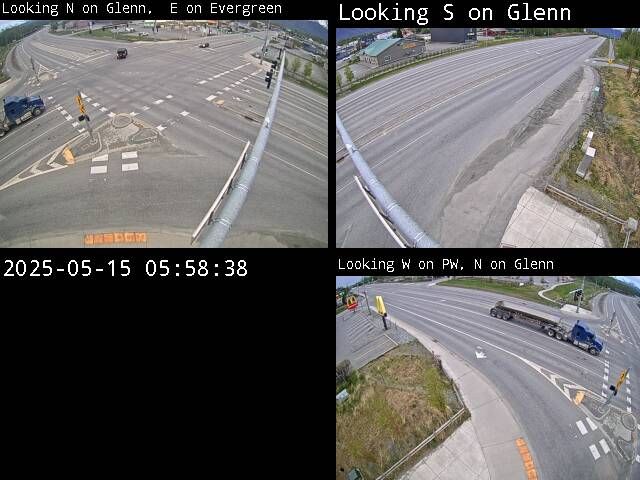 Looking N on Glenn,  E on Evergreen
Looking S on Glenn
2025-05-15 05:58:38
Looking W on PW, N on Glenn